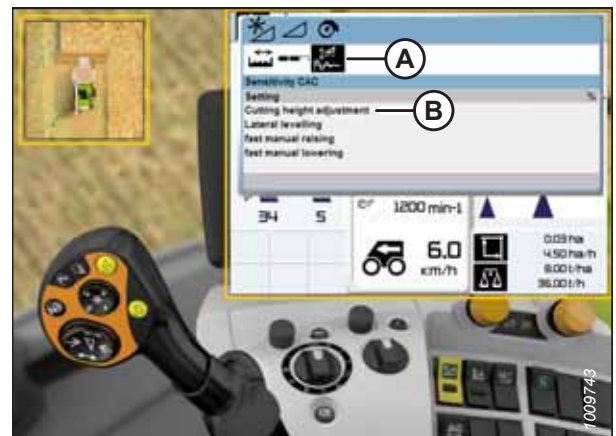 A
Sensitivity CAC
Setting %
Cutting height adjustment
B
Lateral levelling
fast manual raising
fast manual lowering
34 5
1200 min-1
6.0
km/h
0.03 ha
4.50 ha/h
8.00 t/ha
36.00 t/h
1009743